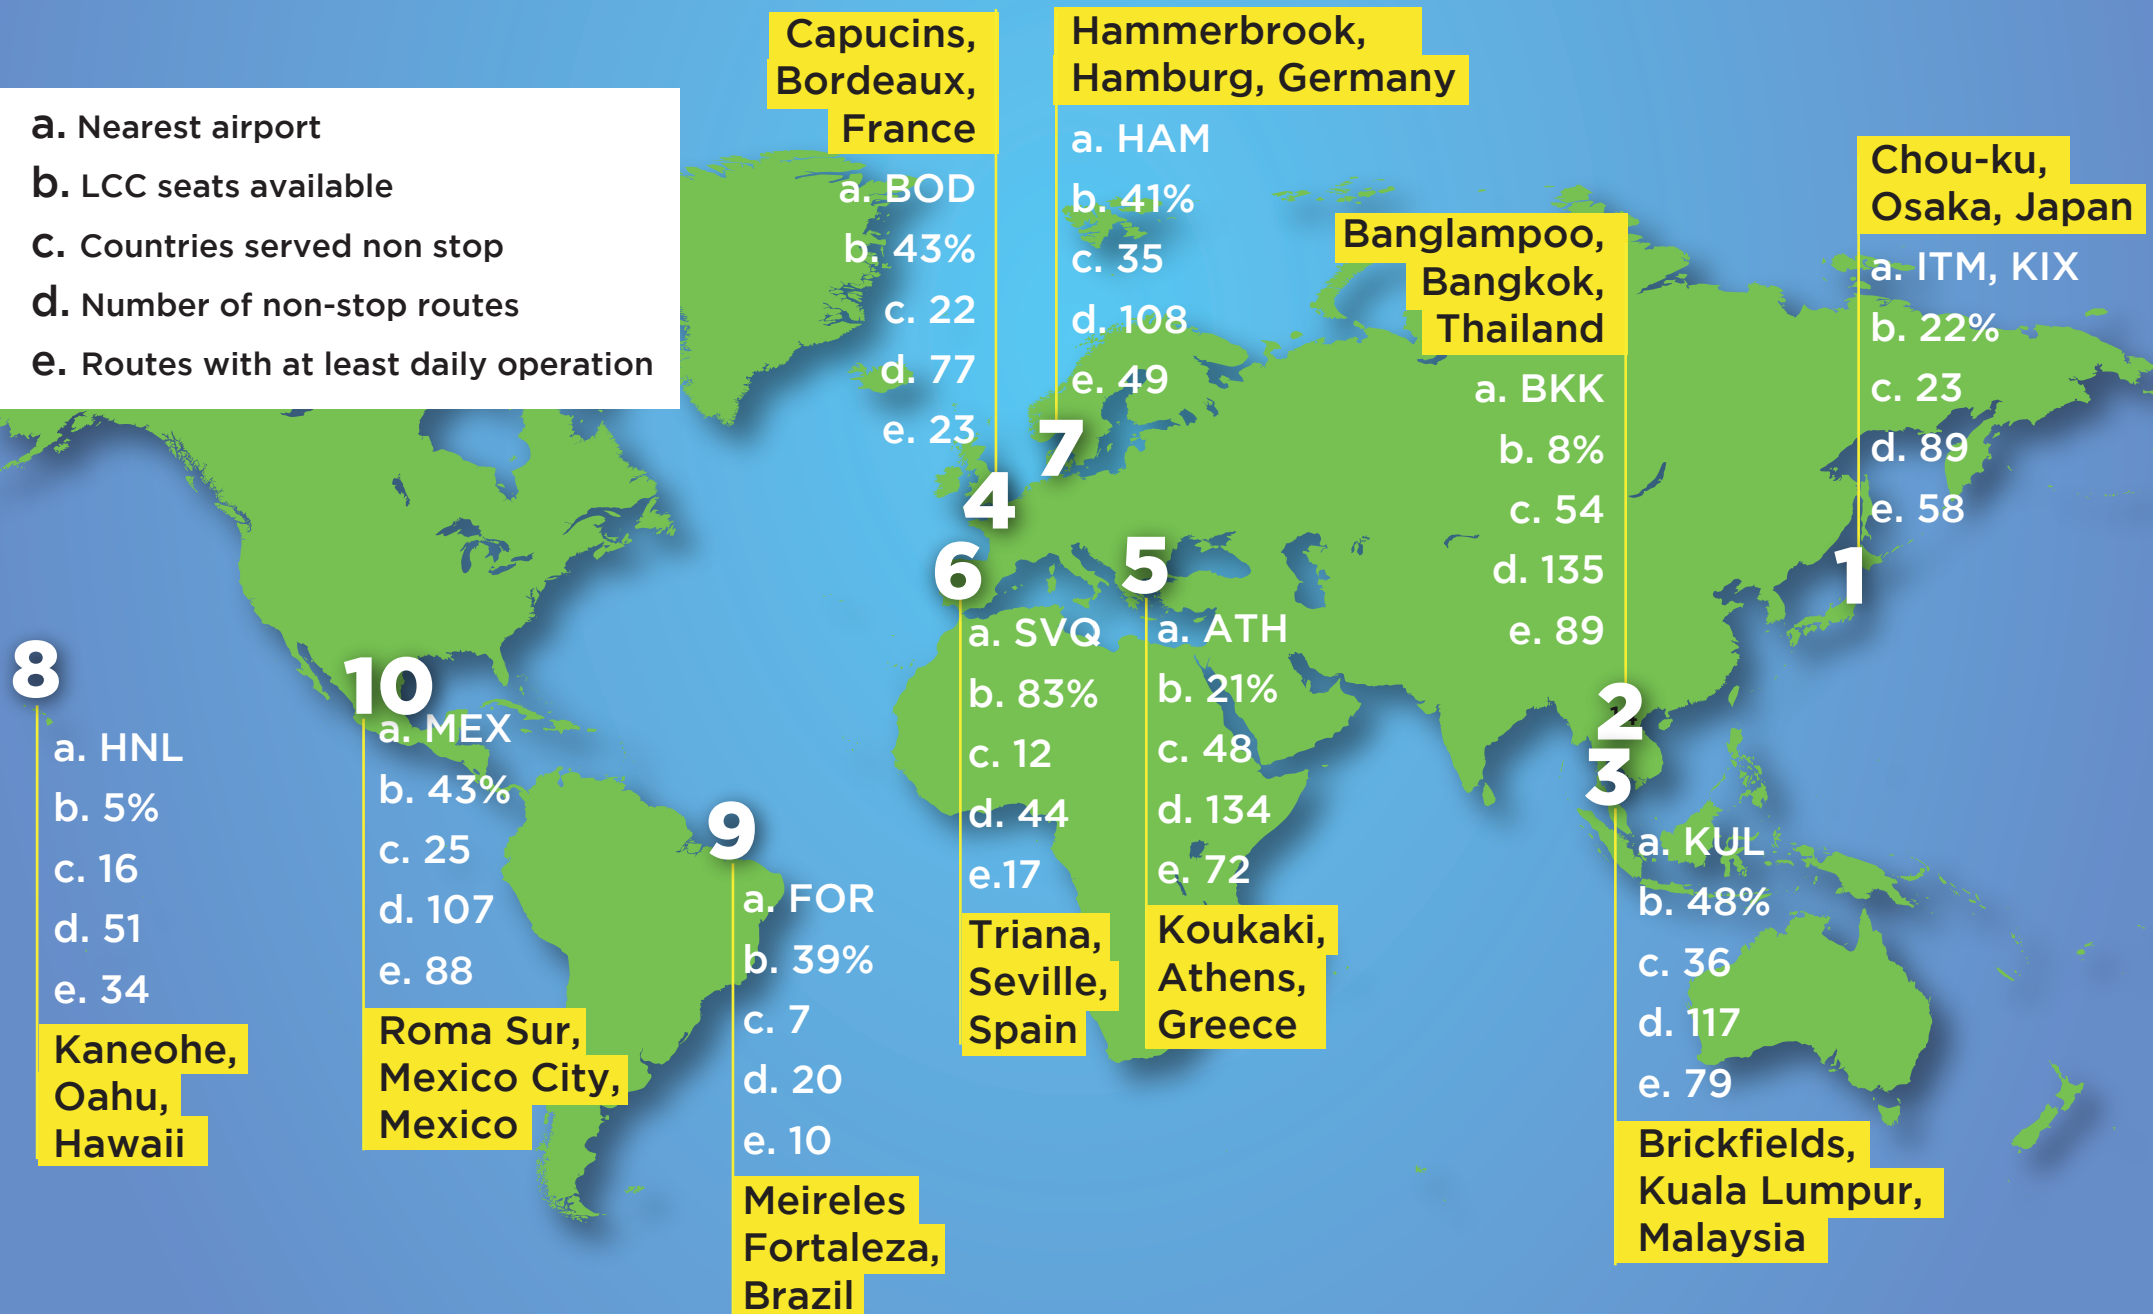 a. Nearest airport
b. LCC seats available
c. Countries served non stop
d. Number of non-stop routes
e. Routes with at least daily operation
Capucins,
Bordeaux,
France
a. BOD
b. 43%
c. 22
d. 77
e. 23
4
Hammerbrook,
Hamburg, Germany
a. HAM
b. 41%
c. 35
d. 108
e. 49
7
Banglampoo,
Bangkok,
Thailand
a. BKK
b. 8%
c. 54
d. 135
e. 89
2
Chou-ku,
Osaka, Japan
a. ITM, KIX
b. 22%
c. 23
d. 89
e. 58
1
8
a. HNL
b. 5%
c. 16
d. 51
e. 34
Kaneohe,
Oahu,
Hawaii
10
a. MEX
b. 43%
c. 25
d. 107
e. 88
Roma Sur,
Mexico City,
Mexico
9
a. FOR
b. 39%
c. 7
d. 20
e. 10
Meireles
Fortaleza,
Brazil
6
a. SVQ
b. 83%
c. 12
d. 44
e.17
Triana,
Seville,
Spain
5
a. ATH
b. 21%
c. 48
d. 134
e. 72
Koukaki,
Athens,
Greece
3
a. KUL
b. 48%
c. 36
d. 117
e. 79
Brickfields,
Kuala Lumpur,
Malaysia